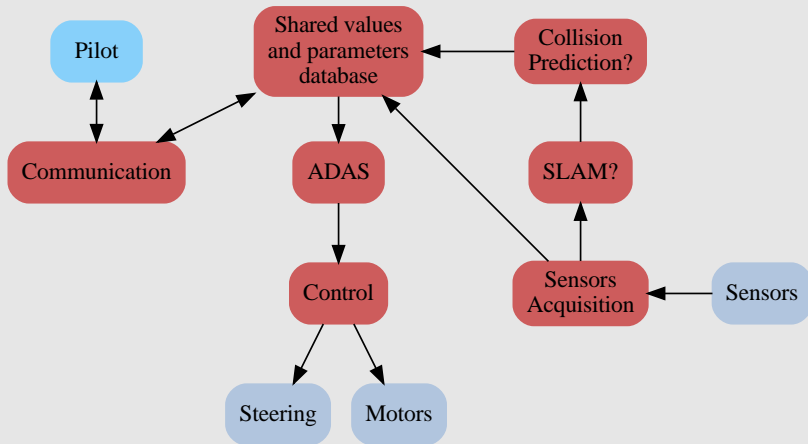 Pilot
Shared values
and parameters
database
Collision
Prediction?
Communication
ADAS
SLAM?
Control
Sensors
Acquisition
Sensors
Steering
Motors